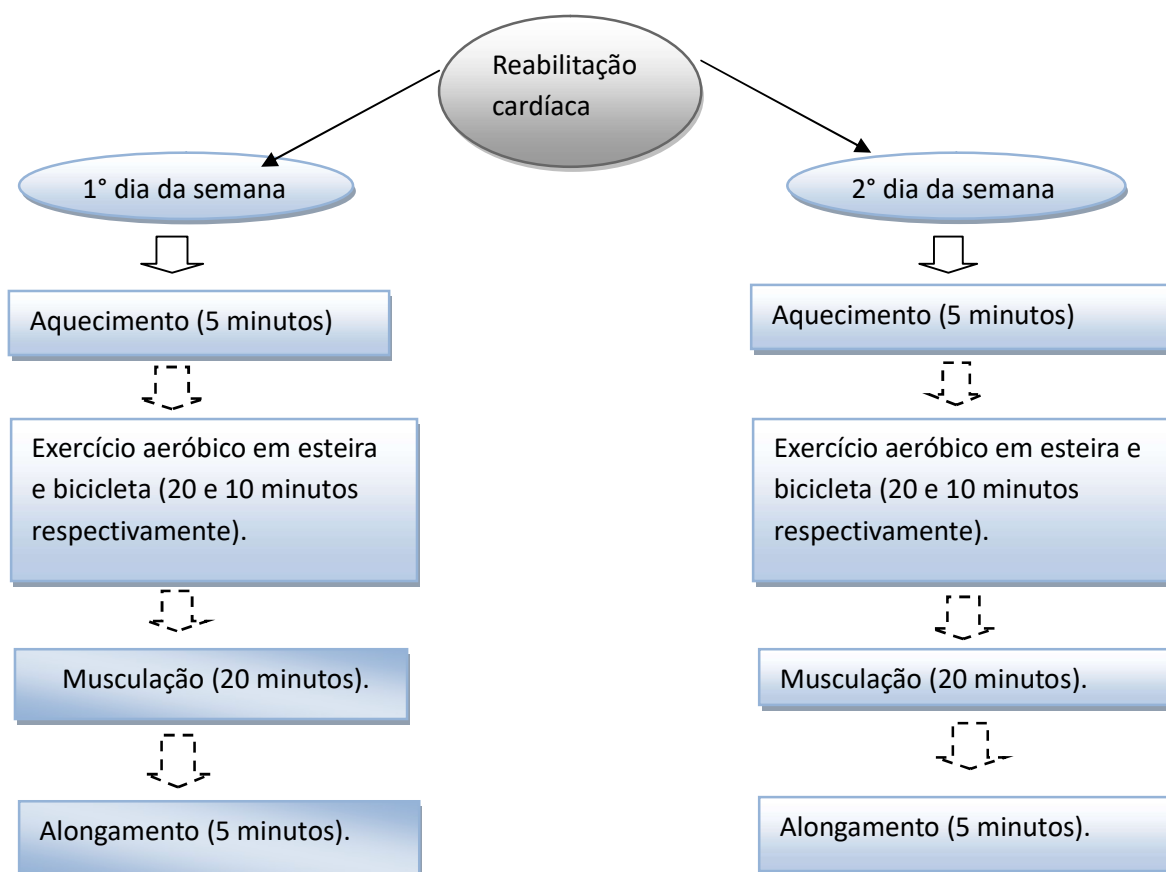 Reabilitação
cardíaca
1° dia da semana
Aquecimento (5 minutos)
Exercício aeróbico em esteira
e bicicleta (20 e 10 minutos
respectivamente).
Musculação (20 minutos).
Alongamento (5 minutos).
2° dia da semana
Aquecimento (5 minutos)
Exercício aeróbico em esteira e
bicicleta (20 e 10 minutos
respectivamente).
Musculação (20 minutos).
Alongamento (5 minutos).